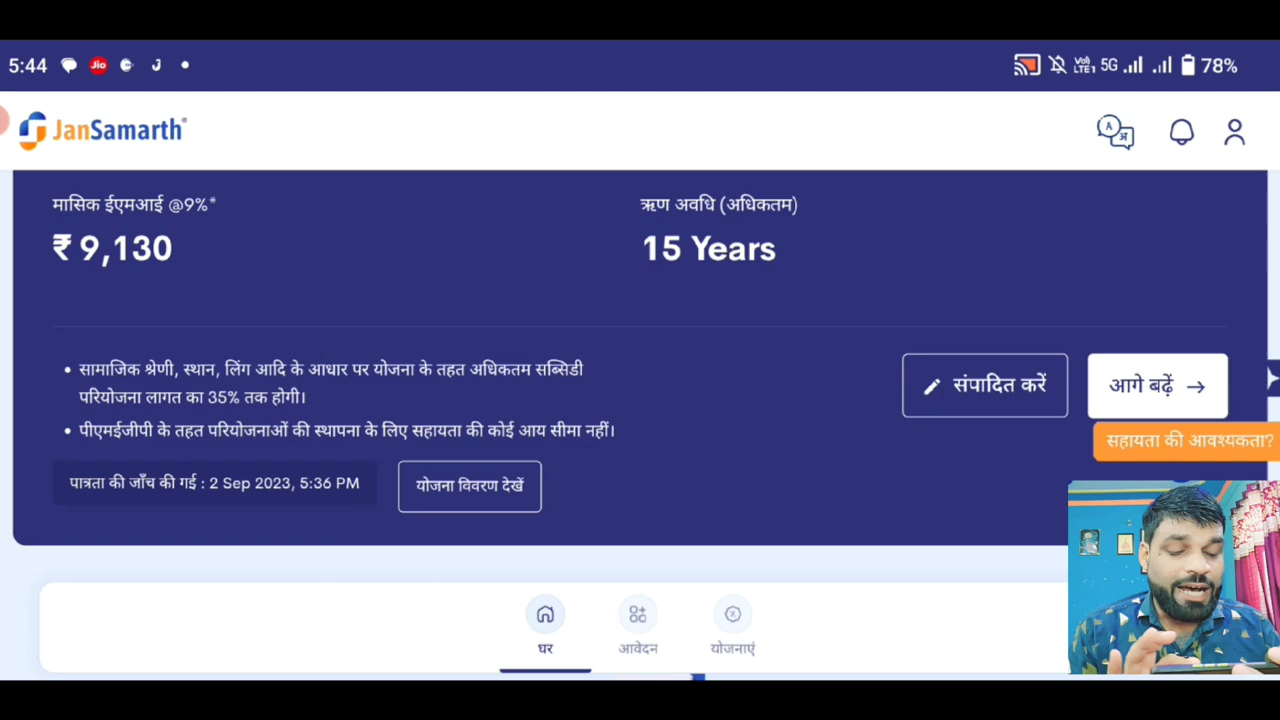 5:44
Jio
J
Vo)
LTE1
5G
78%
JanSamarth
A
अ
मासिक ईएमआई @9%*
ऋण अवधि (अधिकतम)
₹ 9,130
15 Years
सामाजिक श्रेणी, स्थान, लिंग आदि के आधार पर योजना के तहत अधिकतम सब्सिडी
परियोजना लागत का 35% तक होगी।
पीएमईजीपी के तहत परियोजनाओं की स्थापना के लिए सहायता की कोई आय सीमा नहीं।
संपादित करें
आगे बढ़ें →
सहायता की आवश्यकता?
पात्रता की जाँच की गई : 2 Sep 2023, 5:36 PM
योजना विवरण देखें
घर
आवेदन
योजनाएं